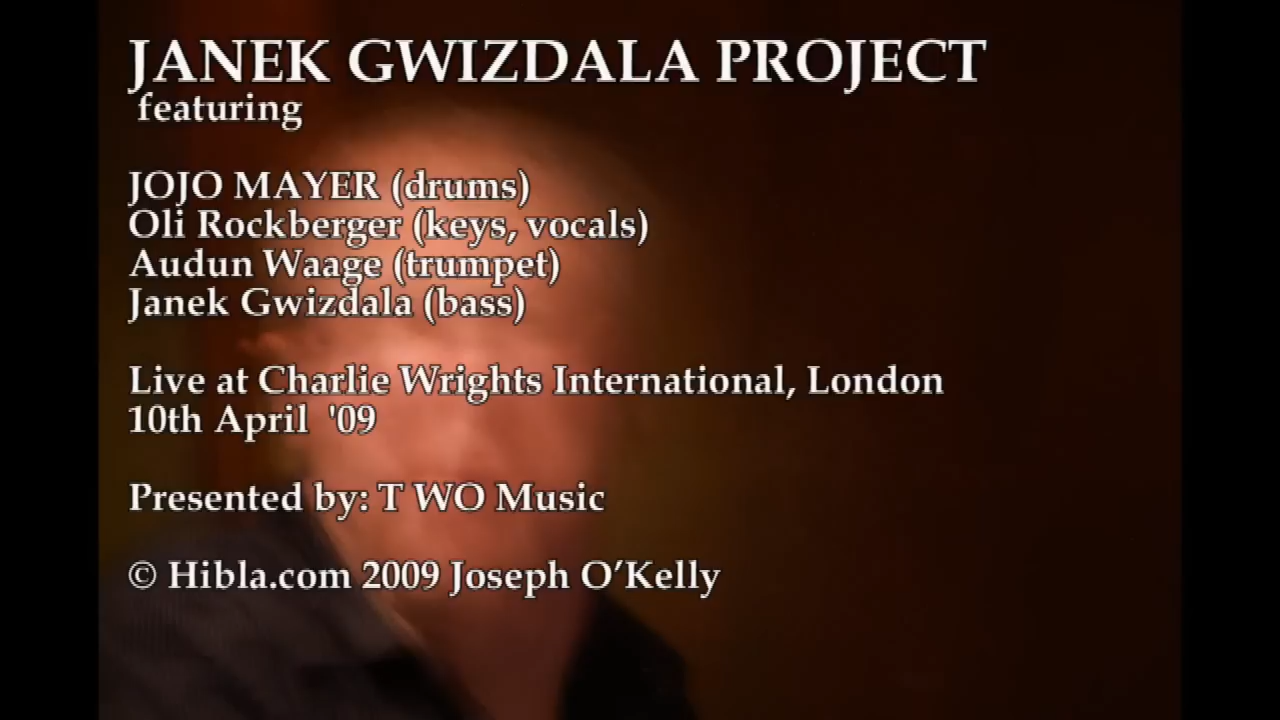 JANEK GWIZDALA PROJECT
featuring
JOJO MAYER (drums)
Oli Rockberger (keys, vocals)
Audun Waage (trumpet)
Janek Gwizdala (bass)
Live at Charlie Wrights International, London
10th April '09
Presented by: T WO Music
© Hibla.com 2009 Joseph O’Kelly